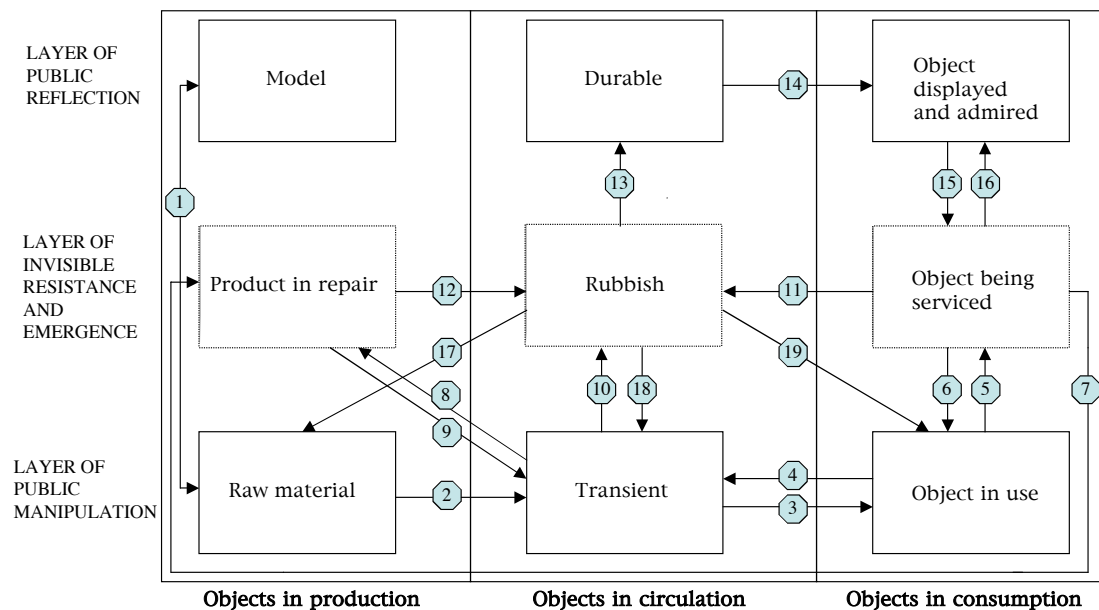 LAYER OF
PUBLIC
REFLECTION
Model
Durable
14
Object
displayed
and admired
1
13
15
16
LAYER OF
INVISIBLE
RESISTANCE
AND
EMERGENCE
Product in repair
12
Rubbish
11
Object being
serviced
17
19
8
10
18
6
5
7
9
LAYER OF
PUBLIC
MANIPULATION
Raw material
2
Transient
4
3
Object in use
Objects in production
Objects in circulation
Objects in consumption